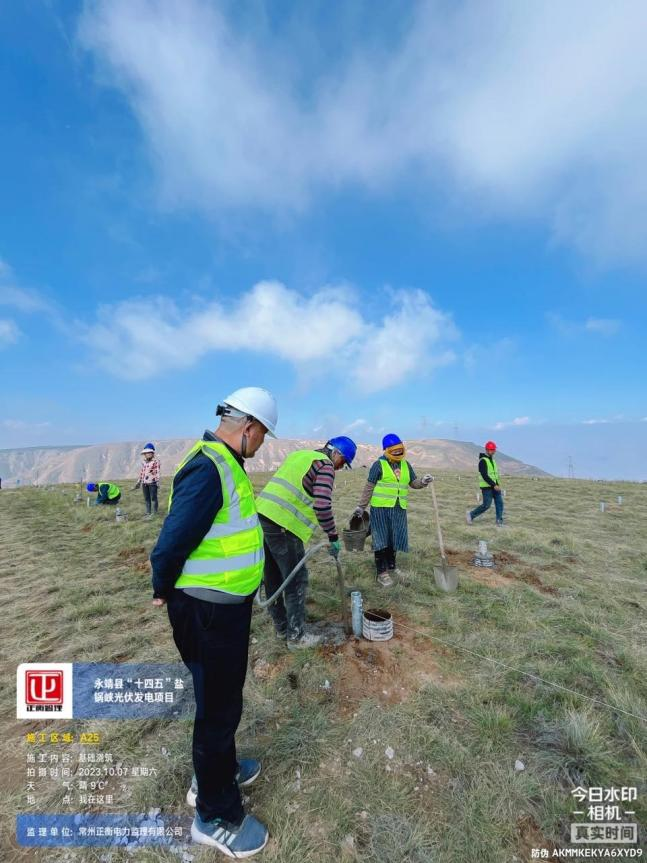 正衡监理
永靖县“十四五”盐
锅峡光伏发电项目
施工区域: A25
施工内容: 基础浇筑
拍摄时间: 2023.10.07 星期六
天 气: 晴 9℃
地 点: 我在这里
监理单位: 常州正衡电力监理有限公司
今日水印
相机
真实时间
防伪 AKMMKEKYA6XYD9